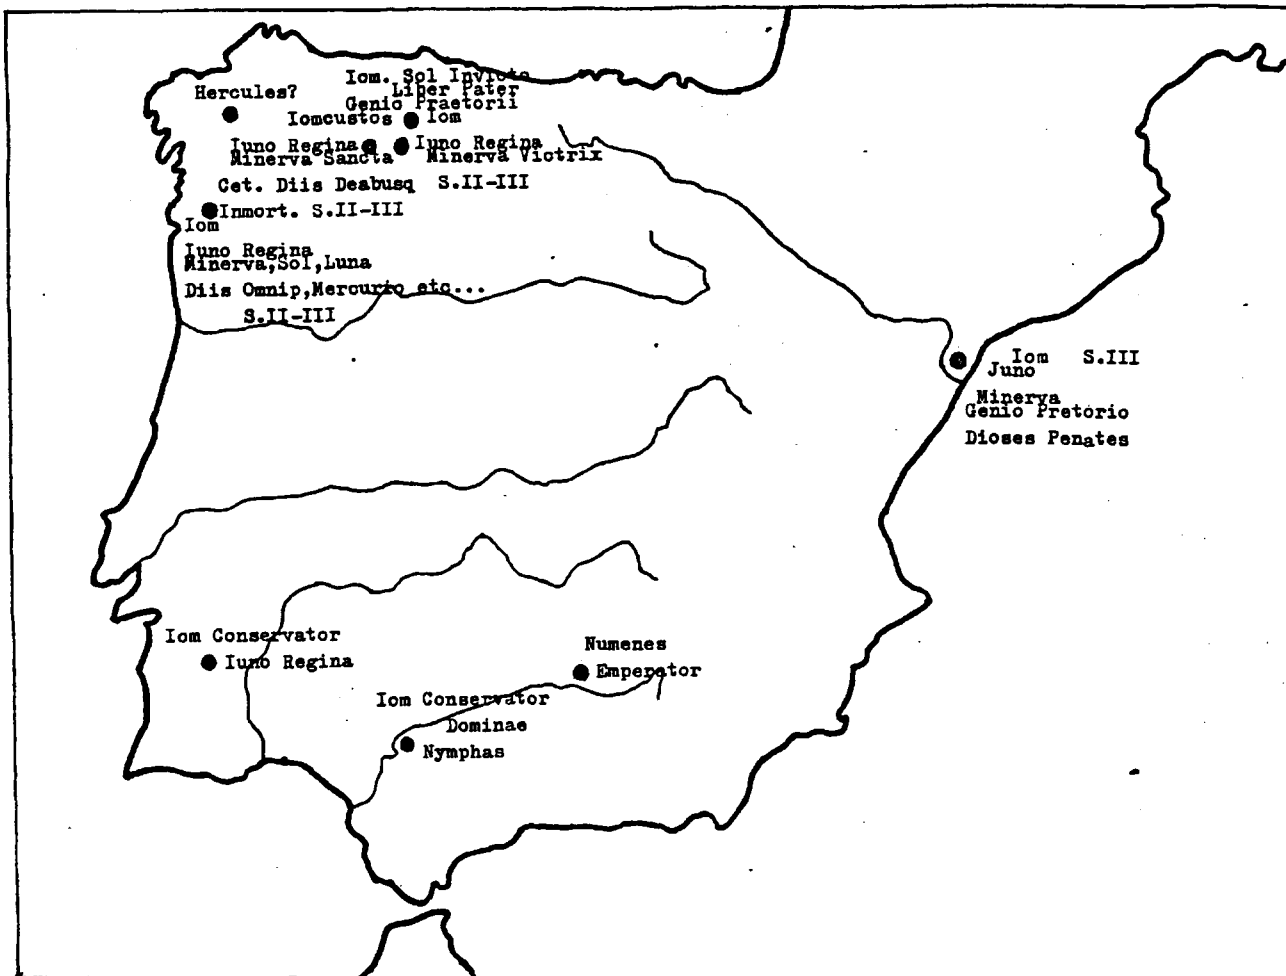 Iom. Sol Invicto
Liber Pater
Hercules?
Genio Praetorii
Iomcustos Iom
Iuno Regina Iuno Regina
Minerva Sancta Minerva Victrix
Cet. Diis Deabusq S.II-III
Inmort. S.II-III
Iom
Iuno Regina
Minerva,Sol,Luna
Diis Omnip,Mercurio etc...
S.II-III
Iom S.III
Juno
Minerva
Genio Pretorio
Dioses Penates
Iom Conservator
Iuno Regina
Numenes
Emperator
Iom Conservator
Dominae
Nymphas